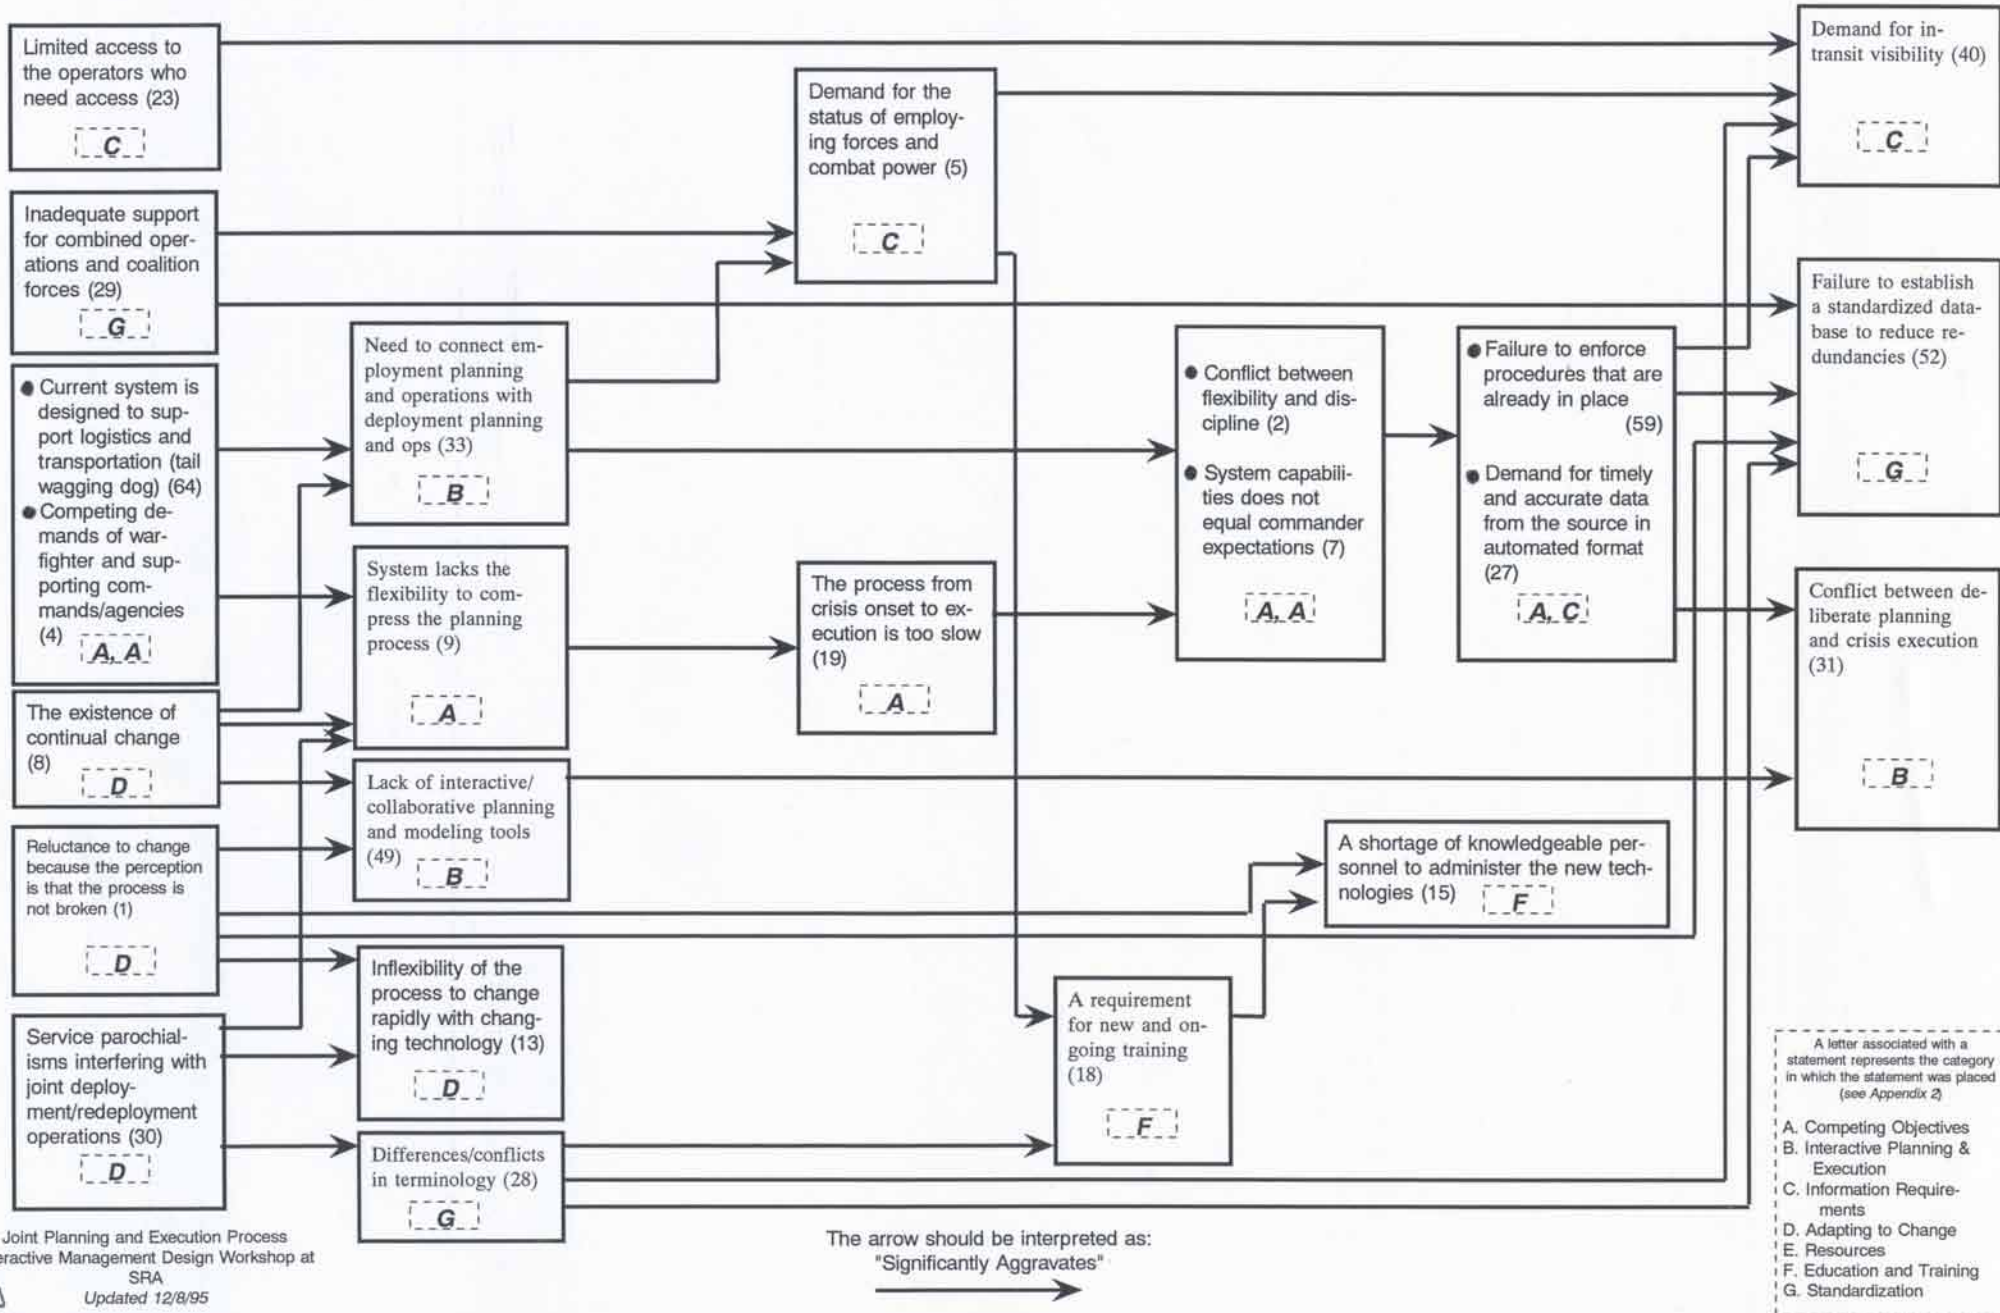 Limited access to
the operators who
need access (23)
C
Inadequate support
for combined oper-
ations and coalition
forces (29)
G
● Current system is
designed to sup-
port logistics and
transportation (tail
wagging dog) (64)
● Competing de-
mands of war-
fighter and sup-
porting com-
mands/agencies
(4)
A, A
The existence of
continual change
(8)
D
Reluctance to change
because the perception
is that the process is
not broken (1)
D
Service parochial-
isms interfering with
joint deploy-
ment/redeployment
operations (30)
D
Need to connect em-
ployment planning
and operations with
deployment planning
and ops (33)
B
System lacks the
flexibility to com-
press the planning
process (9)
A
Lack of interactive/
collaborative planning
and modeling tools
(49)
B
Inflexibility of the
process to change
rapidly with chang-
ing technology (13)
D
Differences/conflicts
in terminology (28)
G
Demand for the
status of employ-
ing forces and
combat power (5)
C
The process from
crisis onset to ex-
ecution is too slow
(19)
A
A requirement
for new and on-
going training
(18)
F
● Conflict between
flexibility and dis-
cipline (2)
● System capabili-
ties does not
equal commander
expectations (7)
A, A
A shortage of knowledgeable per-
sonnel to administer the new tech-
nologies (15)
F
● Failure to enforce
procedures that are
already in place
(59)
● Demand for timely
and accurate data
from the source in
automated format
(27)
A, C
Demand for in-
transit visibility (40)
C
Failure to establish
a standardized data-
base to reduce re-
dundancies (52)
G
Conflict between de-
liberate planning
and crisis execution
(31)
B
Joint Planning and Execution Process
eractive Management Design Workshop at
SRA
Updated 12/8/95
The arrow should be interpreted as:
"Significantly Aggravates"
A letter associated with a
statement represents the category
in which the statement was placed
(see Appendix 2)
A. Competing Objectives
B. Interactive Planning &
Execution
C. Information Require-
ments
D. Adapting to Change
E. Resources
F. Education and Training
G. Standardization